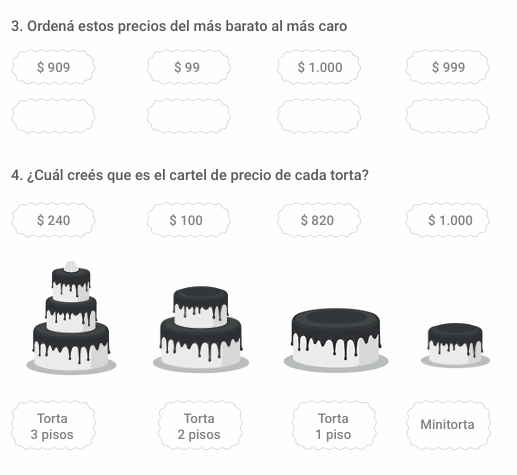 3. Ordená estos precios del más barato al más caro
$ 909
$ 99
$ 1.000
$ 999
4. ¿Cuál creés que es el cartel de precio de cada torta?
$ 240
$ 100
$ 820
$ 1.000
Torta
3 pisos
Torta
2 pisos
Torta
1 piso
Minitorta